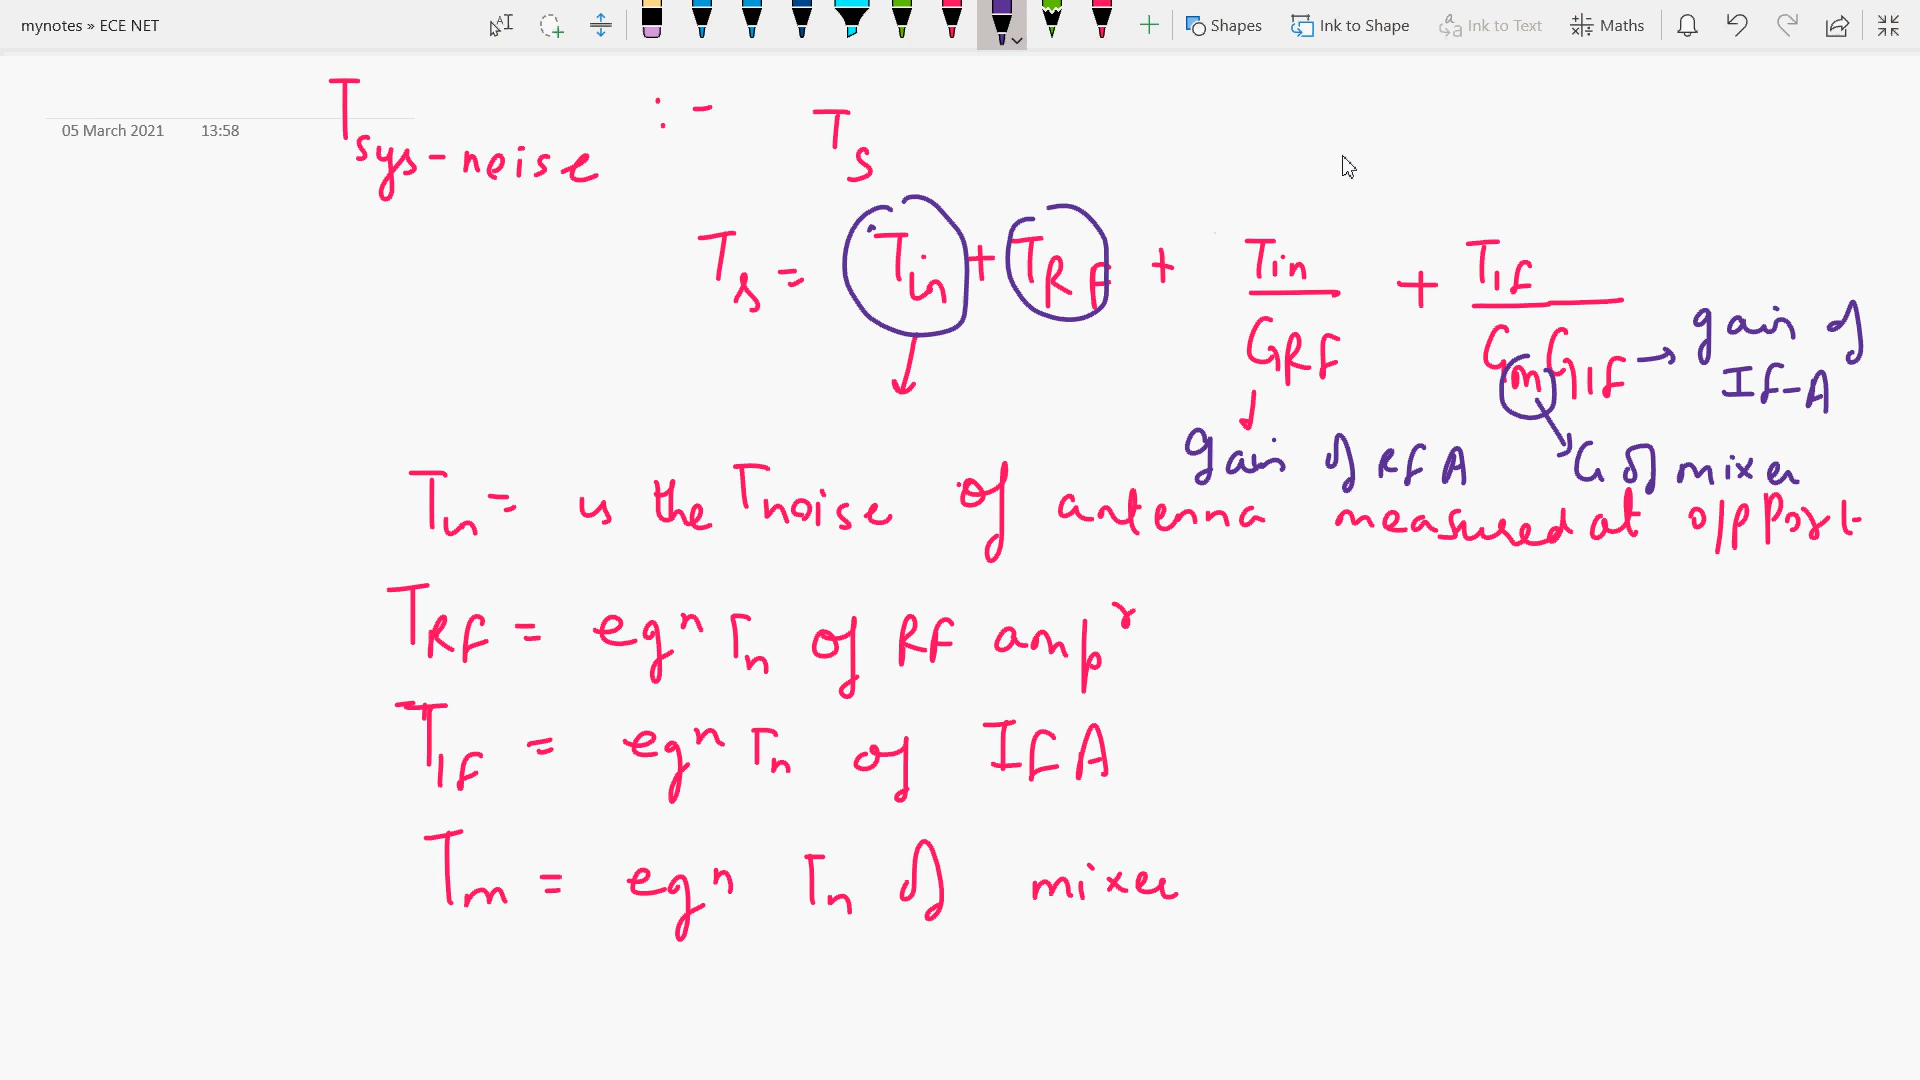 mynotes » ECE NET
Shapes Ink to Shape Ink to Text Maths
05 March 2021 13:58
T sys-noise :- Ts
Ts = Tin + TRF + Tin/GRF + TIF/GmGIF → gain of IF-A
gain of RFA G of mixer
Tin = is the Tnoise of antenna measured at o/p port
TRF = eqn Tn of RF ampr
TIF = eqn Tn of IFA
Tm = eqn Tn of mixer